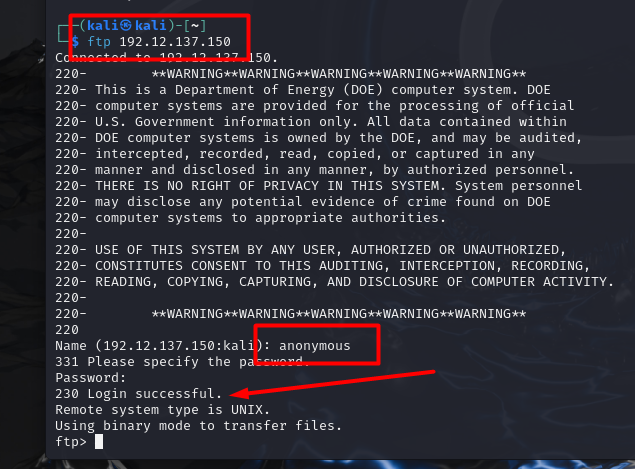 ┌──(kali㉿kali)-[~]
└─$ ftp 192.12.137.150
Connected to 192.12.137.150.
220-        **WARNING**WARNING**WARNING**WARNING**WARNING**
220- This is a Department of Energy (DOE) computer system. DOE
220- computer systems are provided for the processing of official
220- U.S. Government information only. All data contained within
220- DOE computer systems is owned by the DOE, and may be audited,
220- intercepted, recorded, read, copied, or captured in any
220- manner and disclosed in any manner, by authorized personnel.
220- THERE IS NO RIGHT OF PRIVACY IN THIS SYSTEM. System personnel
220- may disclose any potential evidence of crime found on DOE
220- computer systems to appropriate authorities.
220-
220- USE OF THIS SYSTEM BY ANY USER, AUTHORIZED OR UNAUTHORIZED,
220- CONSTITUTES CONSENT TO THIS AUDITING, INTERCEPTION, RECORDING,
220- READING, COPYING, CAPTURING, AND DISCLOSURE OF COMPUTER ACTIVITY.
220-
220-        **WARNING**WARNING**WARNING**WARNING**WARNING**
220
Name (192.12.137.150:kali): anonymous
331 Please specify the password.
Password:
230 Login successful.
Remote system type is UNIX.
Using binary mode to transfer files.
ftp>